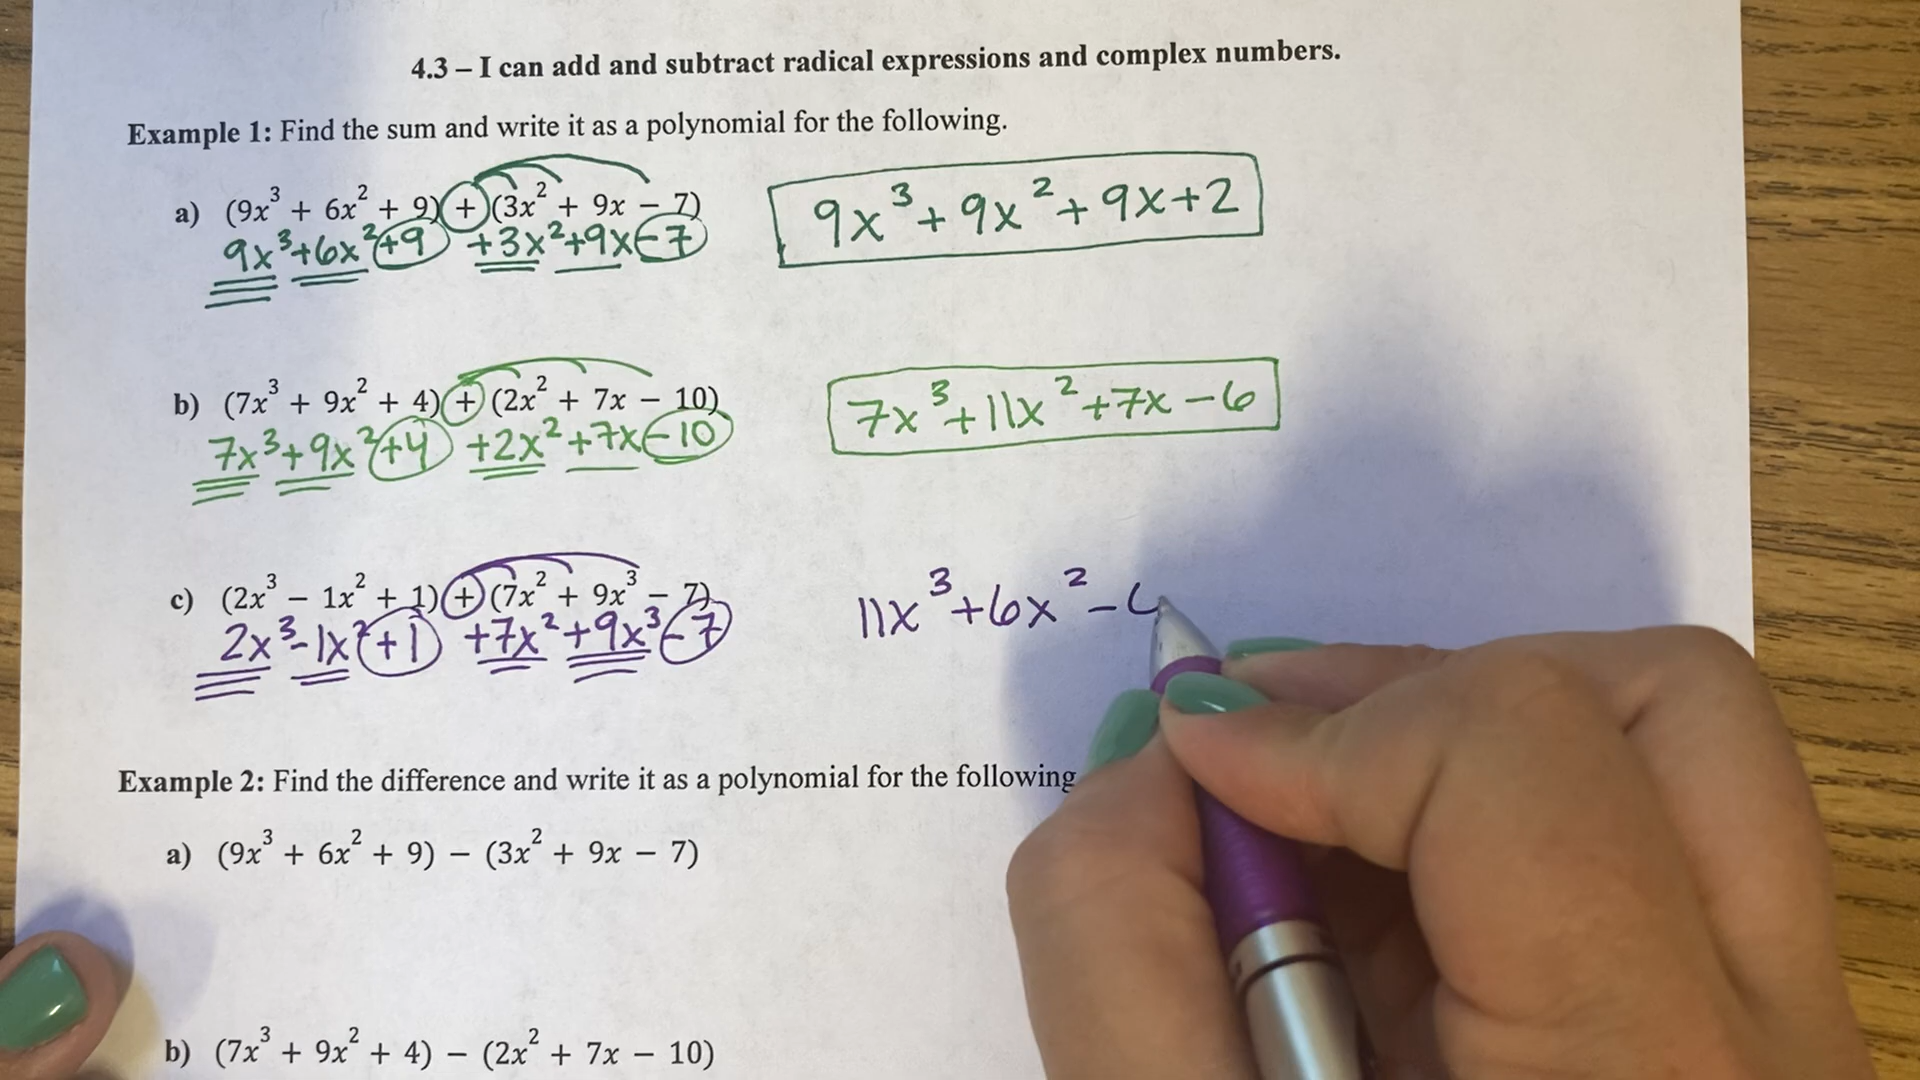 4.3 – I can add and subtract radical expressions and complex numbers.
Example 1: Find the sum and write it as a polynomial for the following.
a) (9x³ + 6x² + 9) + (3x² + 9x − 7)
9x³+6x²+9 +3x²+9x−7
9x³+9x²+9x+2
b) (7x³ + 9x² + 4) + (2x² + 7x − 10)
7x³+9x²+4 +2x²+7x−10
7x³+11x²+7x−6
c) (2x³ − 1x² + 1) + (7x² + 9x³ − 7)
2x³−1x²+1 +7x²+9x³−7
11x³+6x²−
Example 2: Find the difference and write it as a polynomial for the following
a) (9x³ + 6x² + 9) − (3x² + 9x − 7)
b) (7x³ + 9x² + 4) − (2x² + 7x − 10)